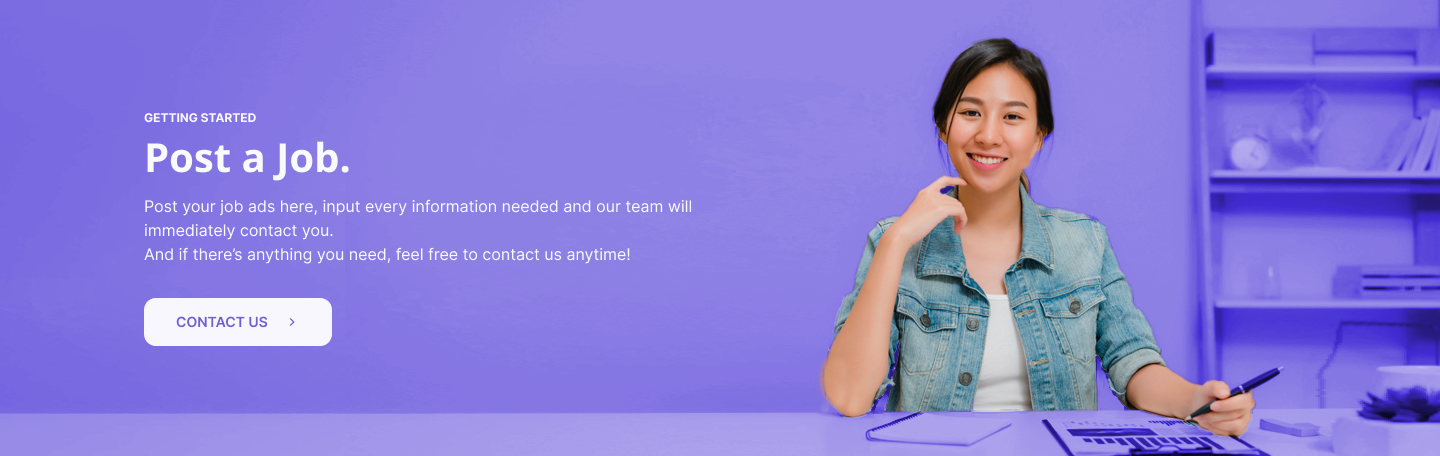 GETTING STARTED
Post a Job.
Post your job ads here, input every information needed and our team will
immediately contact you.
And if there’s anything you need, feel free to contact us anytime!
CONTACT US